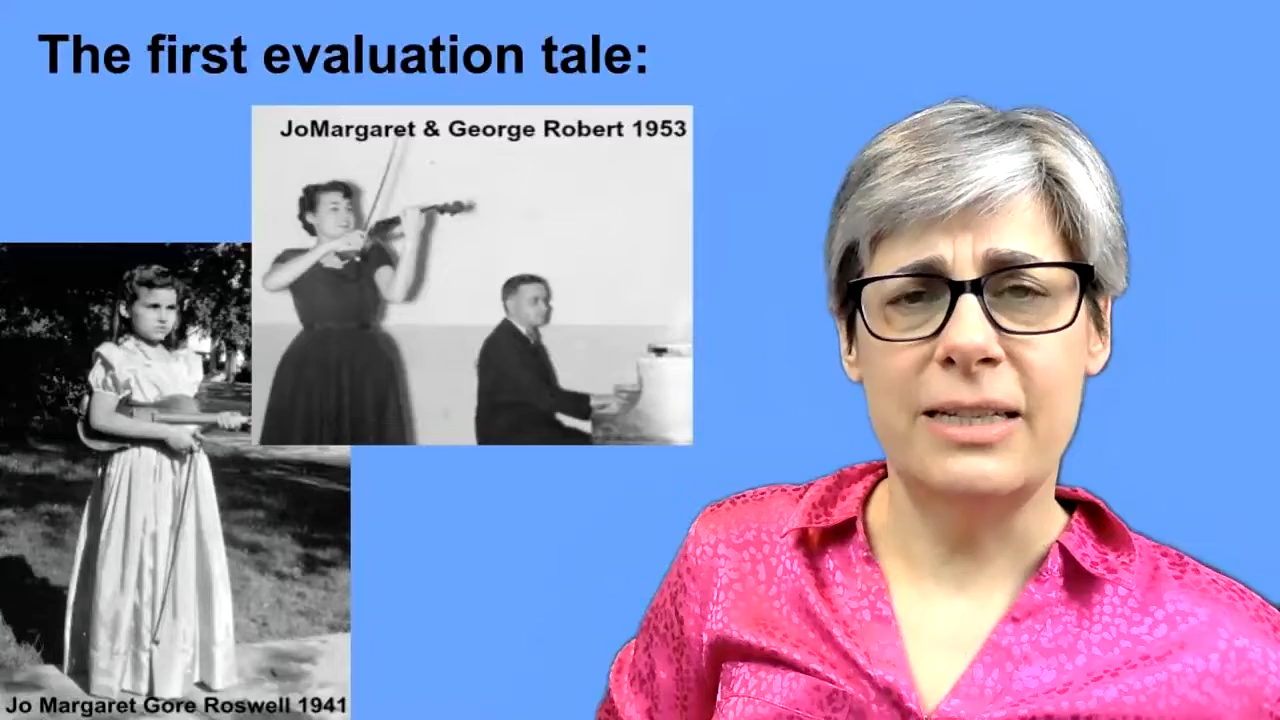 The first evaluation tale:
JoMargaret & George Robert 1953
Jo Margaret Gore Roswell 1941